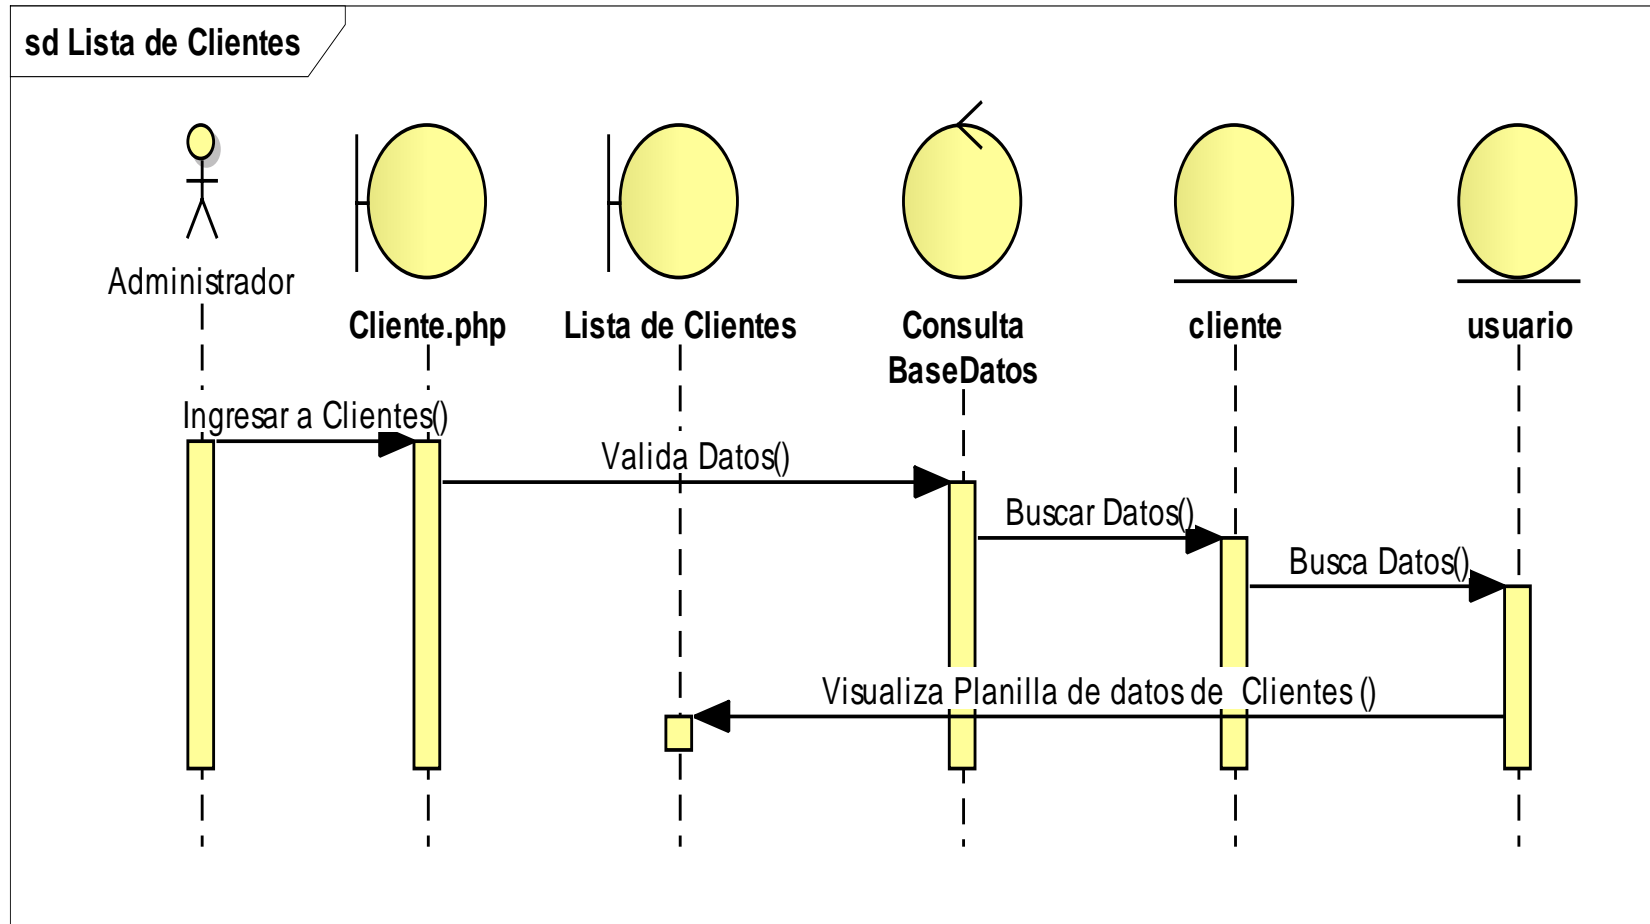 sd Lista de Clientes
Administrador
Cliente.php
Lista de Clientes
Consulta
BaseDatos
cliente
usuario
Ingresar a Clientes()
Valida Datos()
Buscar Datos()
Busca Datos()
Visualiza Planilla de datos de Clientes ()